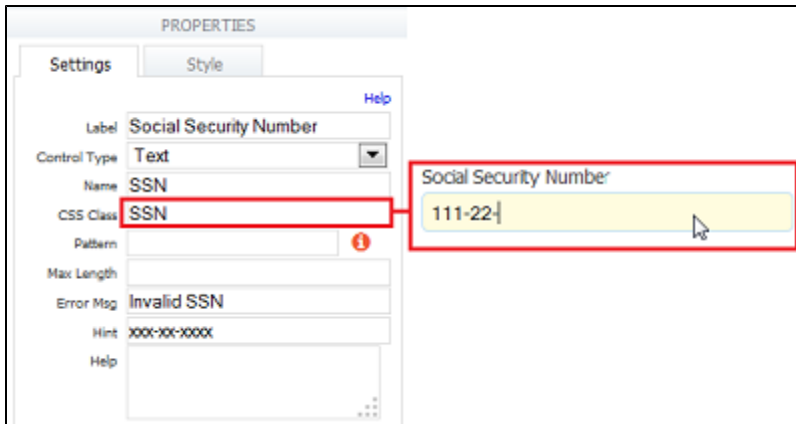 PROPERTIES
Settings Style
Help
Label Social Security Number
Control Type Text
Name SSN
CSS Class SSN
Pattern
Max Length
Error Msg Invalid SSN
Hint xxx-xx-xxxx
Help
Social Security Number
111-22-